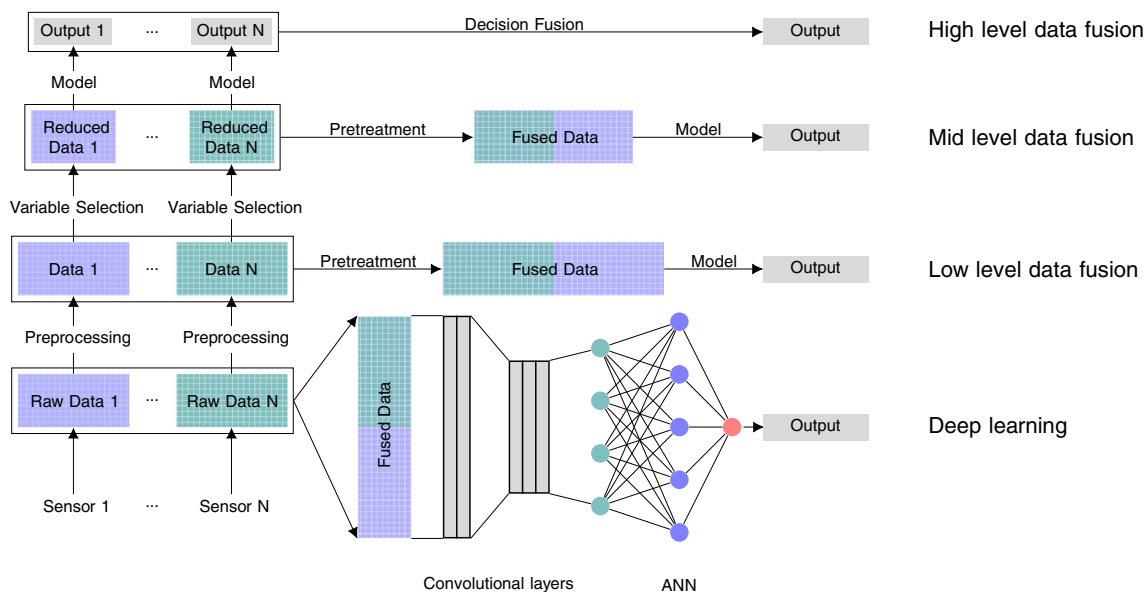 Output 1 ... Output N Decision Fusion Output High level data fusion
Model Model
Reduced Data 1 ... Reduced Data N Pretreatment Fused Data Model Output Mid level data fusion
Variable Selection Variable Selection
Data 1 ... Data N Pretreatment Fused Data Model Output Low level data fusion
Preprocessing Preprocessing
Raw Data 1 ... Raw Data N Fused Data Output Deep learning
Sensor 1 ... Sensor N
Convolutional layers ANN